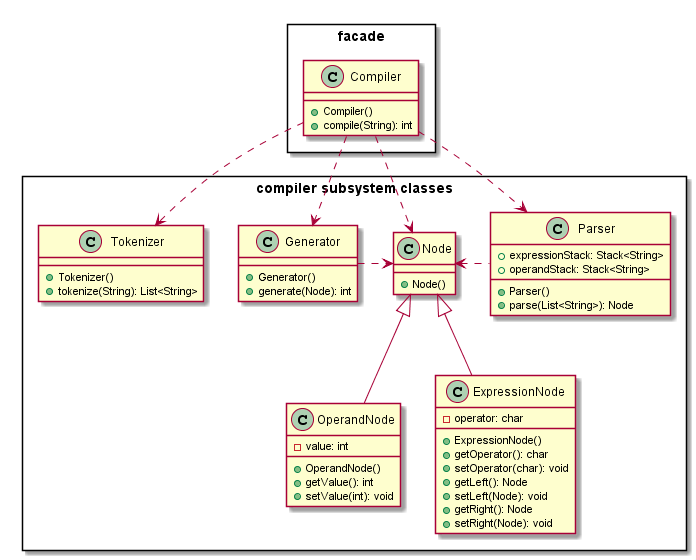 facade
C Compiler
Compiler()
compile(String): int
compiler subsystem classes
C Tokenizer
Tokenizer()
tokenize(String): List<String>
C Generator
Generator()
generate(Node): int
C Node
Node()
C Parser
expressionStack: Stack<String>
operandStack: Stack<String>
Parser()
parse(List<String>): Node
C OperandNode
value: int
OperandNode()
getValue(): int
setValue(int): void
C ExpressionNode
operator: char
ExpressionNode()
getOperator(): char
setOperator(char): void
getLeft(): Node
setLeft(Node): void
getRight(): Node
setRight(Node): void